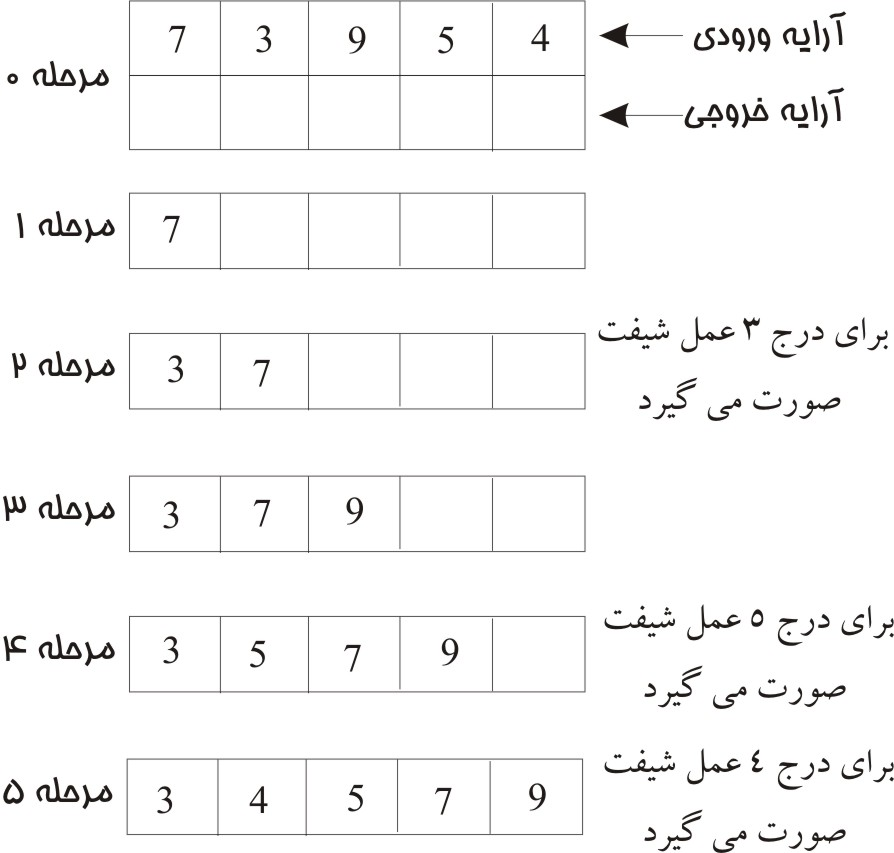 7 3 9 5 4
آرایه ورودی
مرحله ۰
آرایه خروجی
مرحله ۱
7
مرحله ۲
3 7
برای درج ۳ عمل شیفت
صورت می گیرد
مرحله ۳
3 7 9
مرحله ۴
3 5 7 9
برای درج ٥ عمل شیفت
صورت می گیرد
مرحله ۵
3 4 5 7 9
برای درج ٤ عمل شیفت
صورت می گیرد